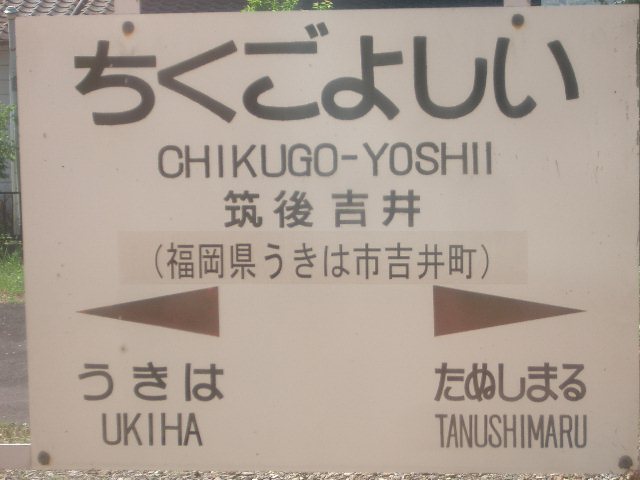 ちくごよしい
CHIKUGO-YOSHII
筑後吉井
(福岡県うきは市吉井町)
うきは たぬしまる
UKIHA TANUSHIMARU